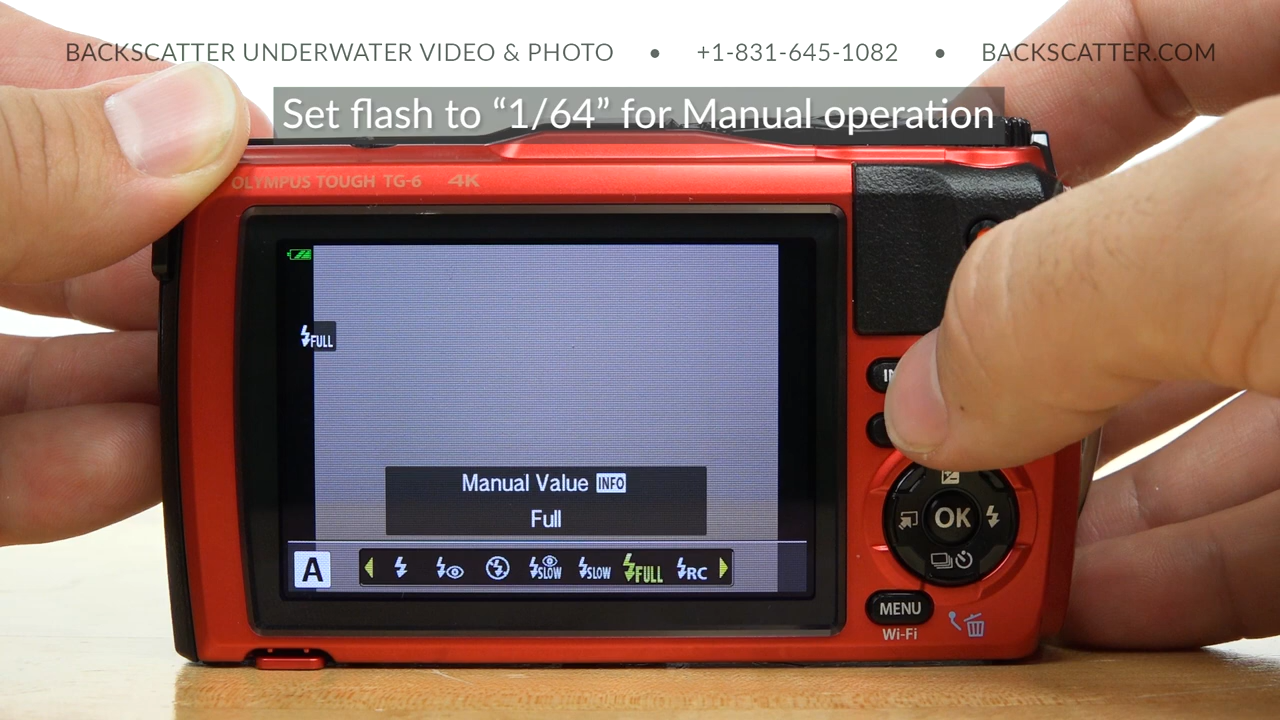 BACKSCATTER UNDERWATER VIDEO & PHOTO • +1-831-645-1082 • BACKSCATTER.COM
Set flash to “1/64” for Manual operation
OLYMPUS TOUGH TG-6 4K
FULL
Manual Value INFO
Full
A SLOW SLOW FULL RC
OK
MENU
Wi-Fi